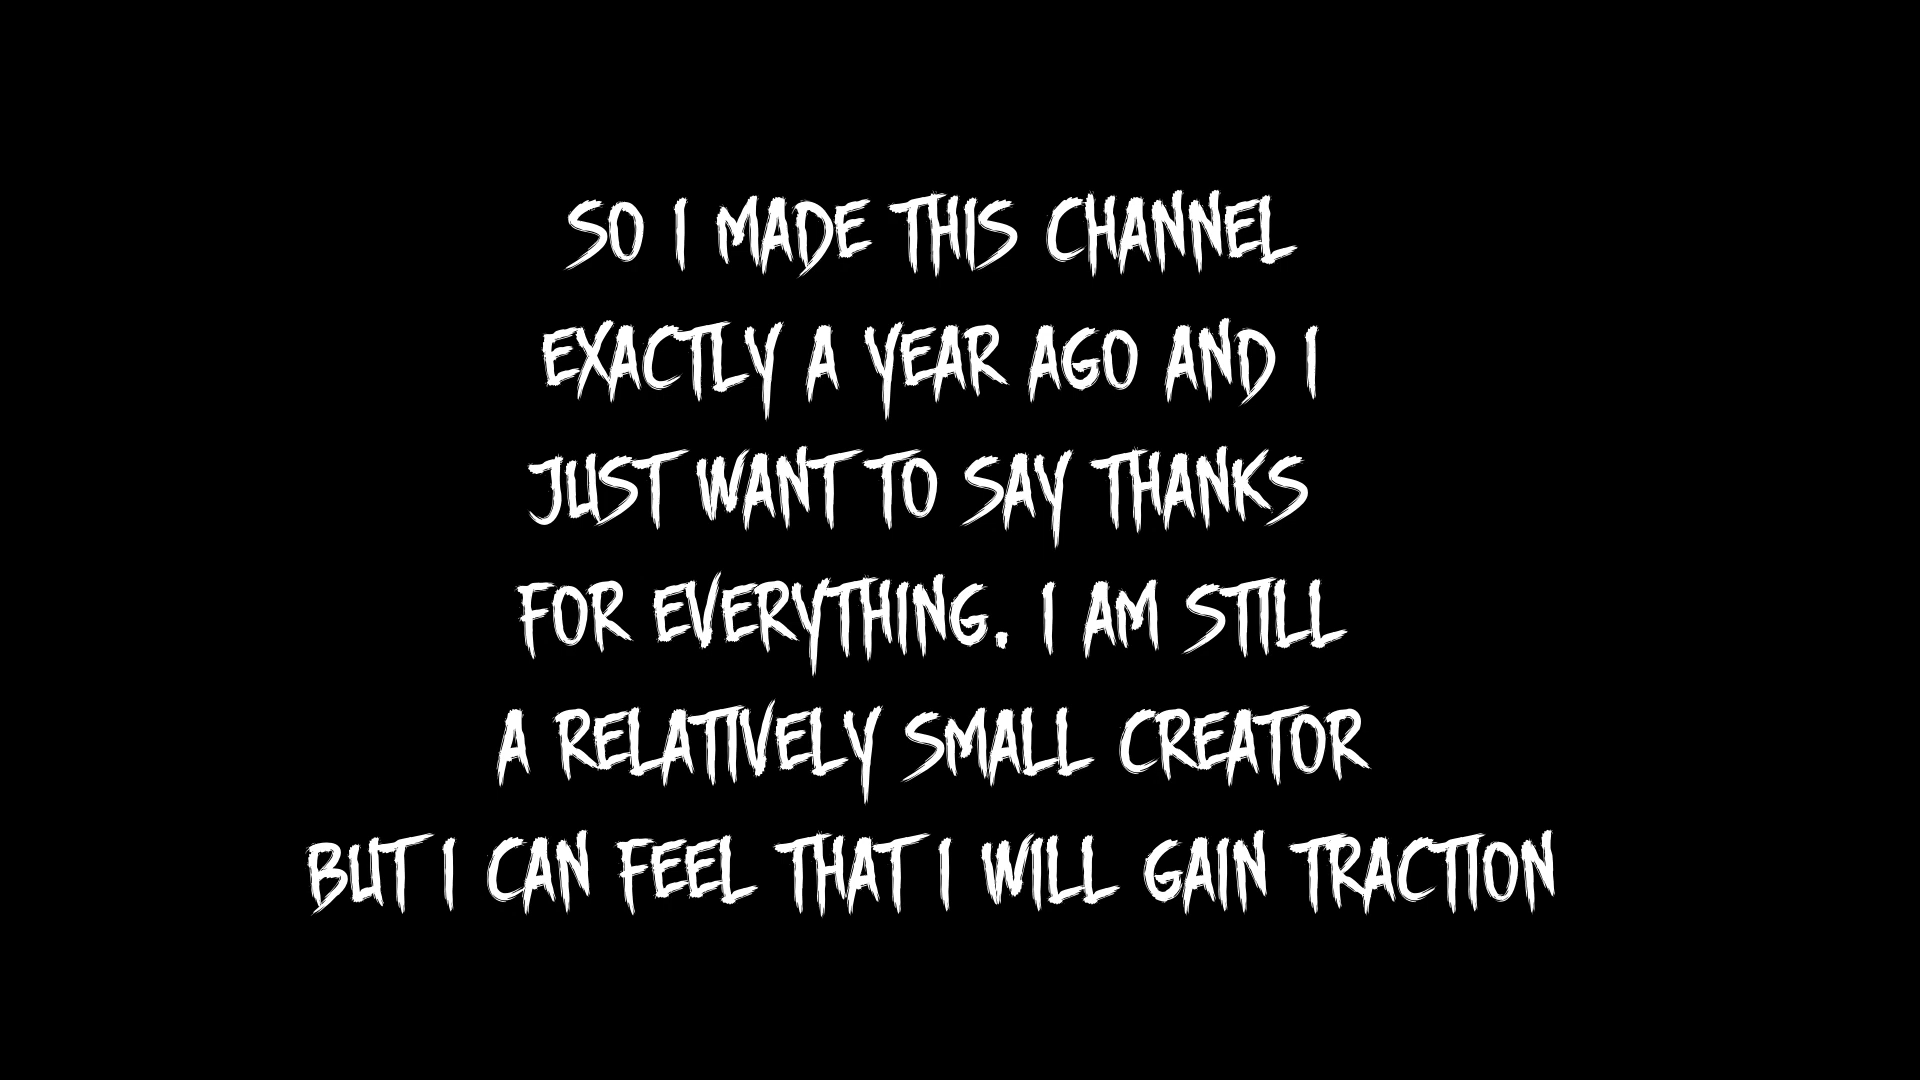 SO I MADE THIS CHANNEL
EXACTLY A YEAR AGO AND I
JUST WANT TO SAY THANKS
FOR EVERYTHING. I AM STILL
A RELATIVELY SMALL CREATOR
BUT I CAN FEEL THAT I WILL GAIN TRACTION